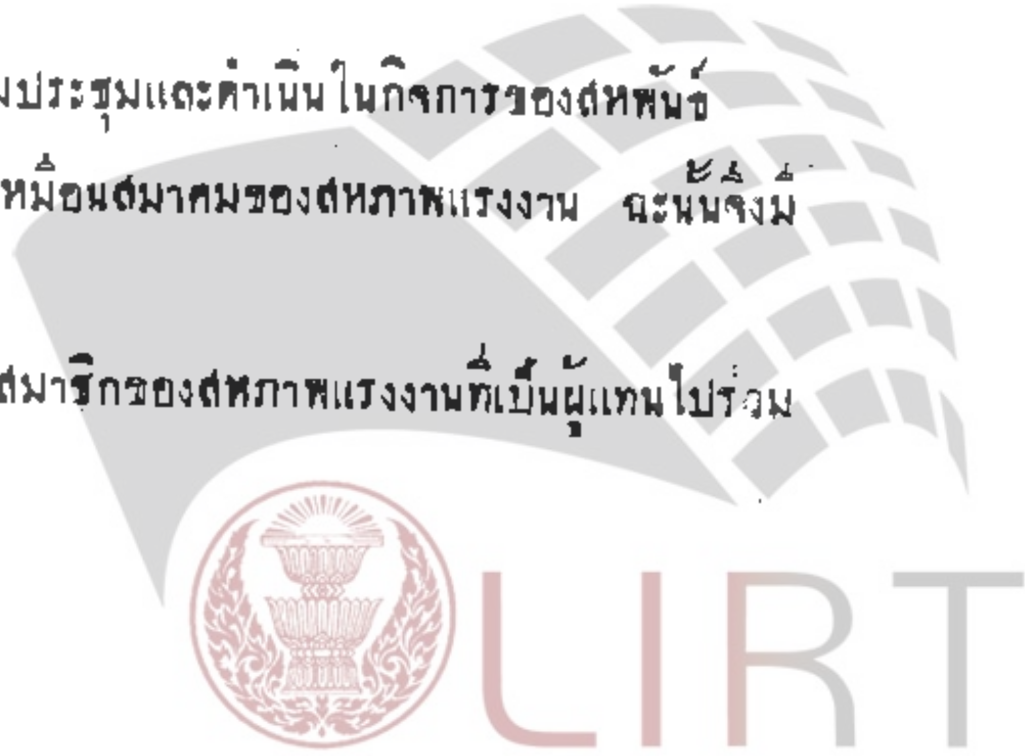 มประชุมและดำเนินในกิจการของสหพันธ์
หมือนสมาคมของสหภาพแรงงาน ฉะนั้นจึงมี
สมาชิกของสหภาพแรงงานที่เป็นผู้แทนไปร่วม
LIRT